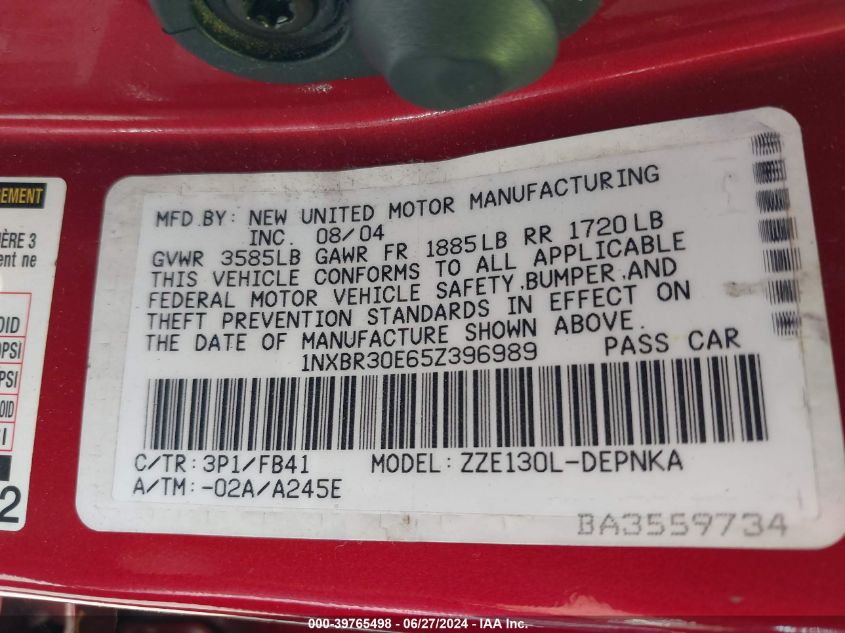 MFD.BY: NEW UNITED MOTOR MANUFACTURING
INC. 08/04
GVWR 3585LB GAWR FR 1885LB RR 1720LB
THIS VEHICLE CONFORMS TO ALL APPLICABLE
FEDERAL MOTOR VEHICLE SAFETY,BUMPER,AND
THEFT PREVENTION STANDARDS IN EFFECT ON
THE DATE OF MANUFACTURE SHOWN ABOVE.
1NXBR30E65Z396989 PASS CAR
C/TR: 3P1/FB41 MODEL: ZZE130L-DEPNKA
A/TM: -02A/A245E
BA3559734
EMENT
IÈRE 3
ent ne
OID
PSI
PSI
OID
I
2
000-39765498 - 06/27/2024 - IAA Inc.